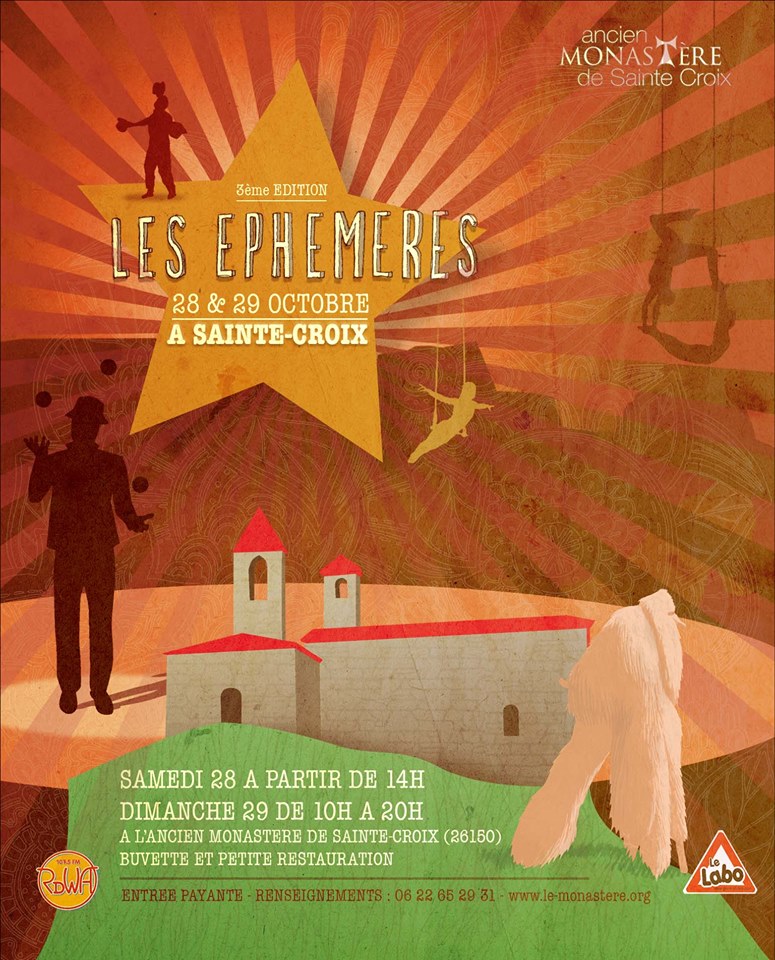 ancien
MONASTÈRE
de Sainte Croix
3ème EDITION
LES EPHEMERES
28 & 29 OCTOBRE
A SAINTE-CROIX
SAMEDI 28 A PARTIR DE 14H
DIMANCHE 29 DE 10H A 20H
A L'ANCIEN MONASTERE DE SAINTE-CROIX (26150)
BUVETTE ET PETITE RESTAURATION
ENTREE PAYANTE - RENSEIGNEMENTS : 06 22 65 29 31 - www.le-monastere.org
RDWA
Le
Labo